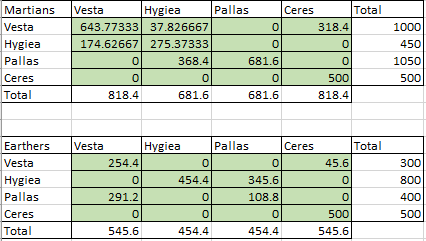 Martians Vesta Hygiea Pallas Ceres Total
Vesta 643.77333 37.826667 0 318.4 1000
Hygiea 174.62667 275.37333 0 0 450
Pallas 0 368.4 681.6 0 1050
Ceres 0 0 0 500 500
Total 818.4 681.6 681.6 818.4
Earthers Vesta Hygiea Pallas Ceres Total
Vesta 254.4 0 0 45.6 300
Hygiea 0 454.4 345.6 0 800
Pallas 291.2 0 108.8 0 400
Ceres 0 0 0 500 500
Total 545.6 454.4 454.4 545.6